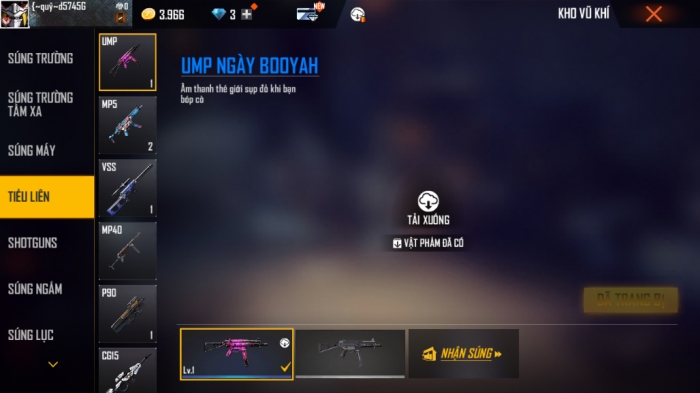 {~quỹ~d5745G
0
3.966
3
NEW
KHO VŨ KHÍ
SÚNG TRƯỜNG
SÚNG TRƯỜNG
TẦM XA
SÚNG MÁY
TIỂU LIÊN
SHOTGUNS
SÚNG NGẮM
SÚNG LỤC
UMP
1
MP5
2
VSS
1
MP40
P90
1
CG15
UMP NGÀY BOOYAH
Âm thanh thế giới sụp đổ khi bạn
bóp cò
TẢI XUỐNG
VẬT PHẨM ĐÃ CÓ
ĐÃ TRANG BỊ
Lv.1
NHẬN SÚNG